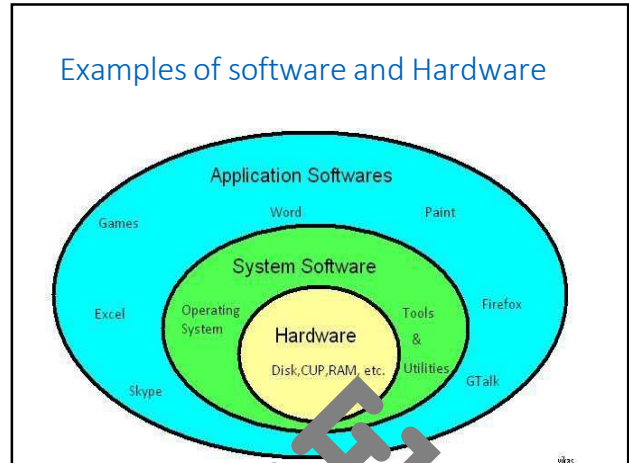 Examples of software and Hardware
Application Softwares
Games Word Paint
System Software
Excel Operating System Tools & Utilities Firefox
Hardware
Disk,CUP,RAM, etc.
Skype GTalk